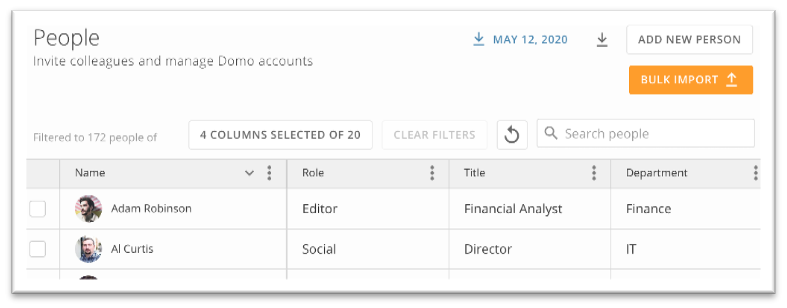 People
Invite colleagues and manage Domo accounts
MAY 12, 2020
ADD NEW PERSON
BULK IMPORT
Filtered to 172 people of
4 COLUMNS SELECTED OF 20
CLEAR FILTERS
Search people
Name Role Title Department
Adam Robinson Editor Financial Analyst Finance
Al Curtis Social Director IT